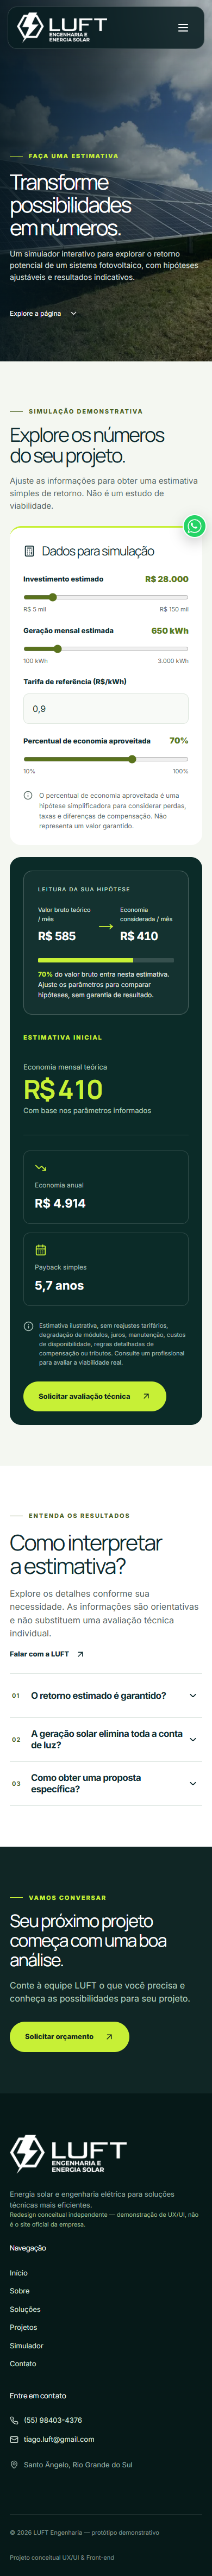 LUFT
ENGENHARIA E
ENERGIA SOLAR
FAÇA UMA ESTIMATIVA
Transforme
possibilidades
em números.
Um simulador interativo para explorar o retorno
potencial de um sistema fotovoltaico, com hipóteses
ajustáveis e resultados indicativos.
Explore a página
SIMULAÇÃO DEMONSTRATIVA
Explore os números
do seu projeto.
Ajuste as informações para obter uma estimativa
simples de retorno. Não é um estudo de
viabilidade.
Dados para simulação
Investimento estimado
R$ 28.000
R$ 5 mil
R$ 150 mil
Geração mensal estimada
650 kWh
100 kWh
3.000 kWh
Tarifa de referência (R$/kWh)
0,9
Percentual de economia aproveitada
70%
10%
100%
O percentual de economia aproveitada é uma
hipótese simplificadora para considerar perdas,
taxas e diferenças de compensação. Não
representa um valor garantido.
LEITURA DA SUA HIPÓTESE
Valor bruto teórico
/ mês
R$ 585
Economia
considerada / mês
R$ 410
70% do valor bruto entra nesta estimativa.
Ajuste os parâmetros para comparar
hipóteses, sem garantia de resultado.
ESTIMATIVA INICIAL
Economia mensal teórica
R$ 410
Com base nos parâmetros informados
Economia anual
R$ 4.914
Payback simples
5,7 anos
Estimativa ilustrativa, sem reajustes tarifários,
degradação de módulos, juros, manutenção, custos
de disponibilidade, regras detalhadas de
compensação ou tributos. Consulte um profissional
para avaliar a viabilidade real.
Solicitar avaliação técnica
ENTENDA OS RESULTADOS
Como interpretar
a estimativa?
Explore os detalhes conforme sua
necessidade. As informações são orientativas
e não substituem uma avaliação técnica
individual.
Falar com a LUFT
01 O retorno estimado é garantido?
02 A geração solar elimina toda a conta
de luz?
03 Como obter uma proposta
específica?
VAMOS CONVERSAR
Seu próximo projeto
começa com uma boa
análise.
Conte à equipe LUFT o que você precisa e
conheça as possibilidades para seu projeto.
Solicitar orçamento
LUFT
ENGENHARIA E
ENERGIA SOLAR
Energia solar e engenharia elétrica para soluções
técnicas mais eficientes.
Redesign conceitual independente — demonstração de UX/UI, não
é o site oficial da empresa.
Navegação
Início
Sobre
Soluções
Projetos
Simulador
Contato
Entre em contato
(55) 98403-4376
tiago.luft@gmail.com
Santo Ângelo, Rio Grande do Sul
© 2026 LUFT Engenharia — protótipo demonstrativo
Projeto conceitual UX/UI & Front-end